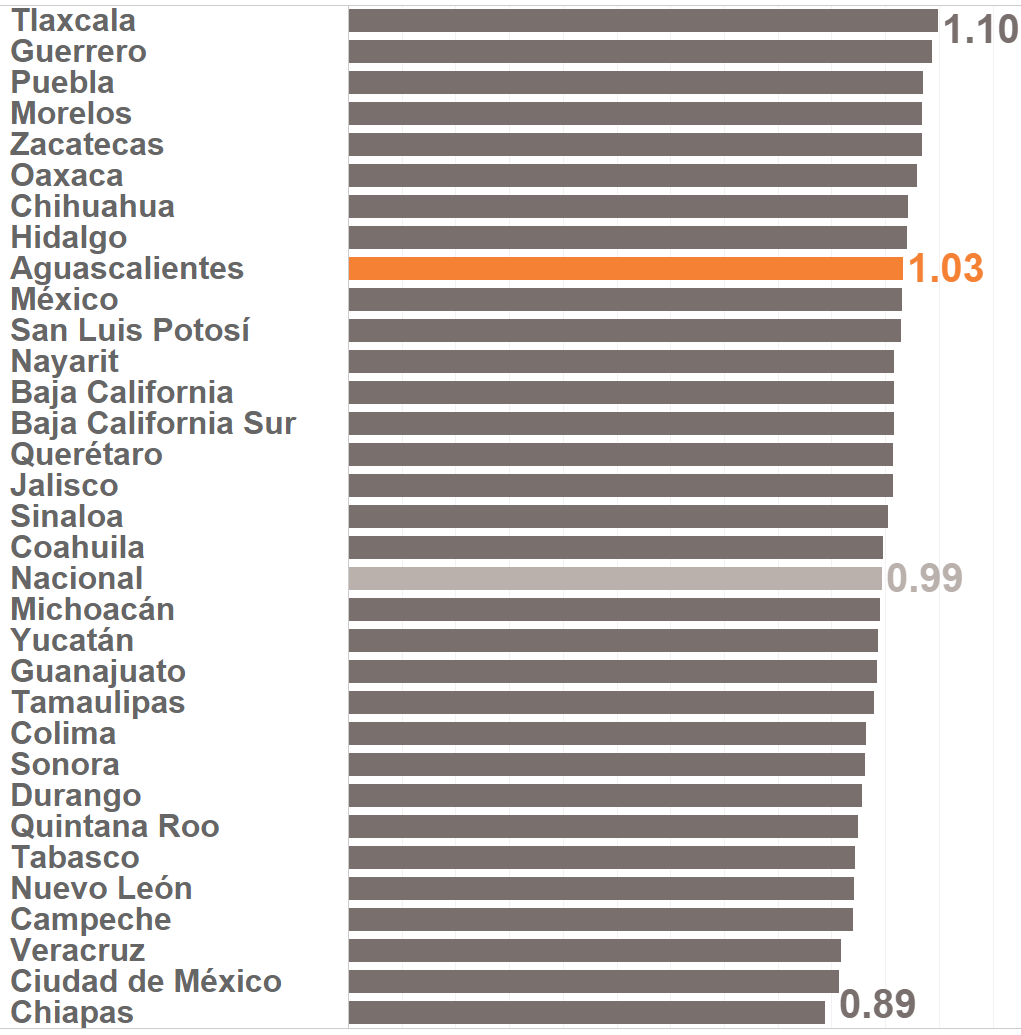 Tlaxcala 1.10
Guerrero
Puebla
Morelos
Zacatecas
Oaxaca
Chihuahua
Hidalgo
Aguascalientes 1.03
México
San Luis Potosí
Nayarit
Baja California
Baja California Sur
Querétaro
Jalisco
Sinaloa
Coahuila
Nacional 0.99
Michoacán
Yucatán
Guanajuato
Tamaulipas
Colima
Sonora
Durango
Quintana Roo
Tabasco
Nuevo León
Campeche
Veracruz
Ciudad de México
Chiapas 0.89